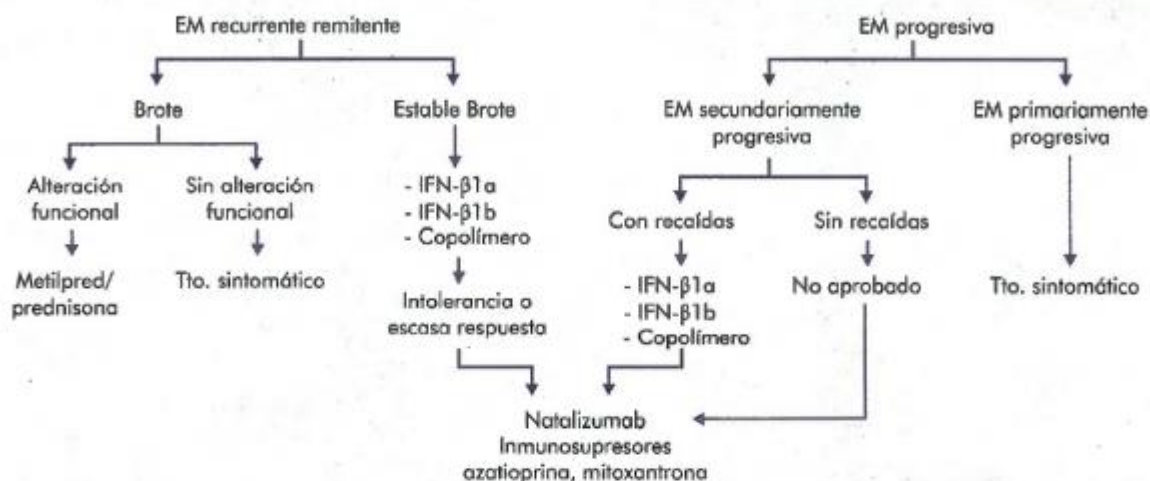 EM recurrente remitente
Brote
Alteración
funcional
Metilpred/
prednisona
Sin alteración
funcional
Tto. sintomático
Estable Brote
- IFN-β1a
- IFN-β1b
- Copolímero
Intolerancia o
escasa respuesta
EM progresiva
EM secundariamente
progresiva
Con recaídas
- IFN-β1a
- IFN-β1b
- Copolímero
Sin recaídas
No aprobado
EM primariamente
progresiva
Tto. sintomático
Natalizumab
Inmunosupresores
azatioprina, mitoxantrona